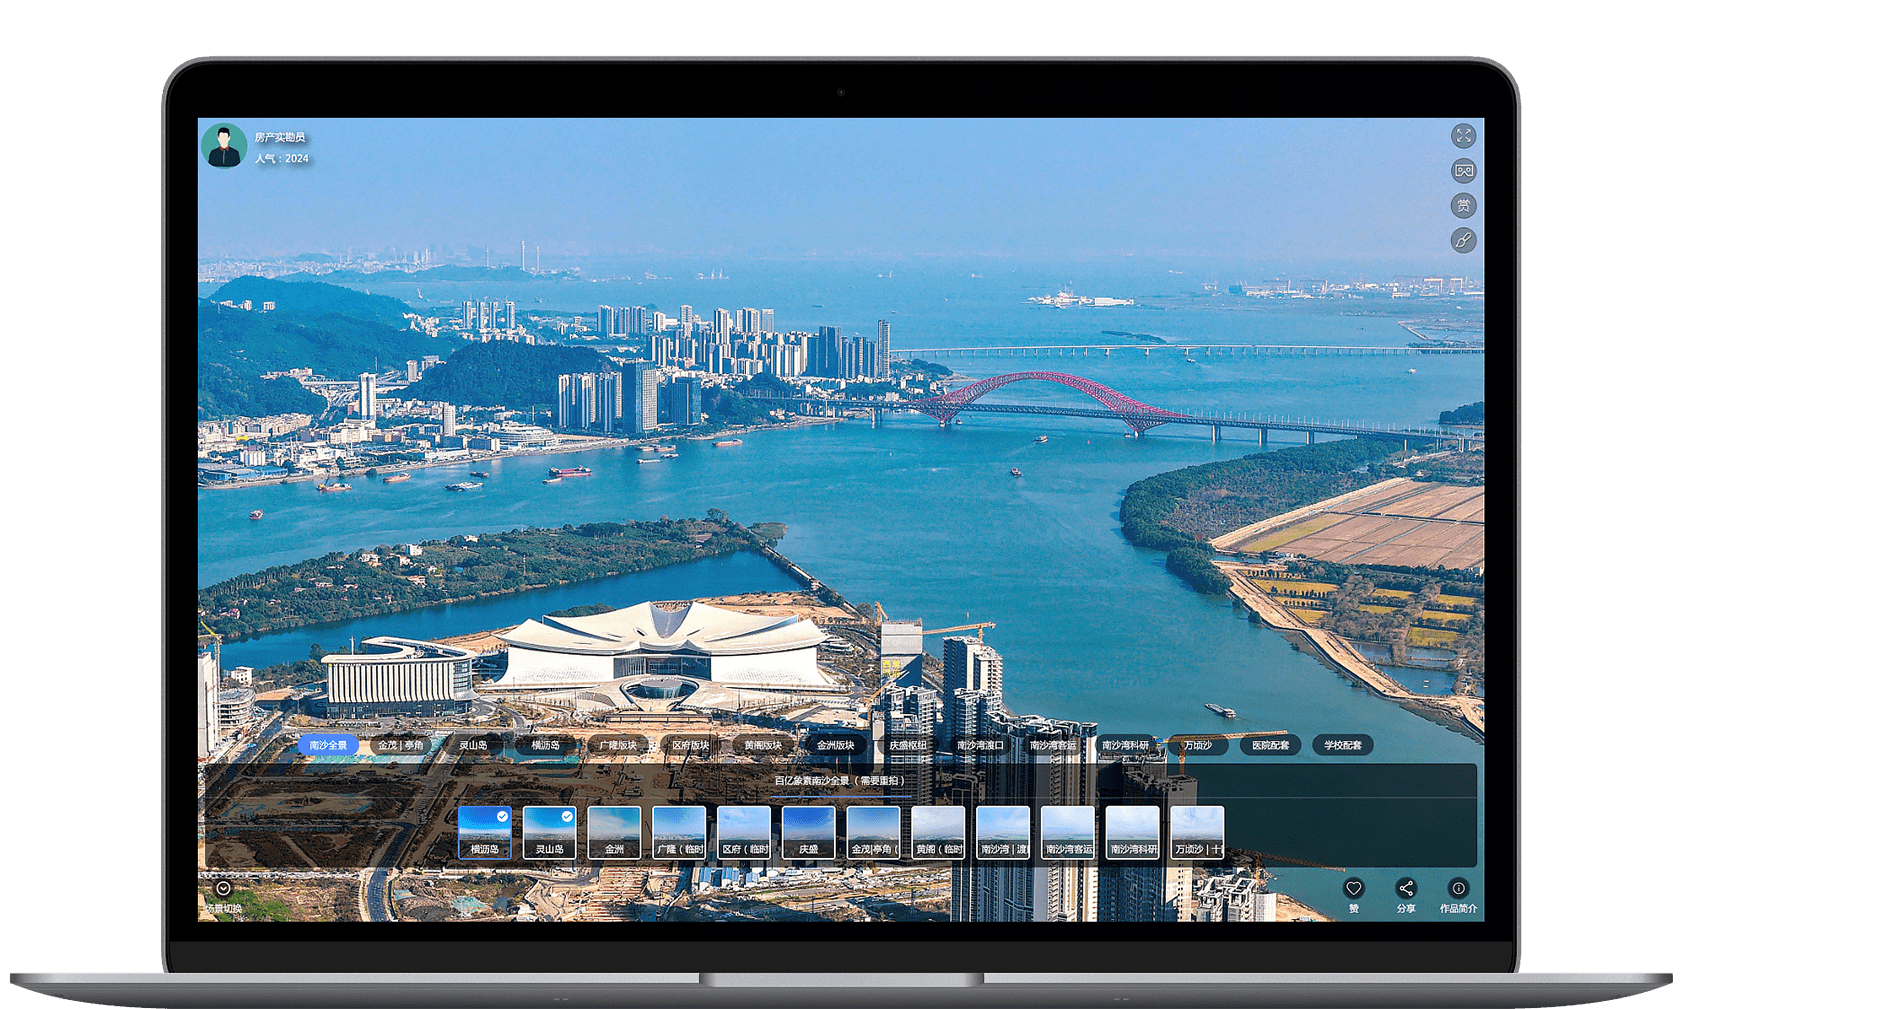 房产实勘员
人气：2024
赏
南沙全景
金茂 | 亭角
灵山岛
横沥岛
广隆版块
区府版块
黄阁版块
金洲版块
庆盛枢纽
南沙湾渡口
南沙湾客运
南沙湾科研
万顷沙
医院配套
学校配套
百亿象素南沙全景（需要重拍）
横沥岛
灵山岛
金洲
广隆（临时
区府（临时
庆盛
金茂|亭角（
黄阁（临时
南沙湾 | 渡
南沙湾客运
南沙湾科研
万顷沙 | 十
场景切换
赞
分享
作品简介